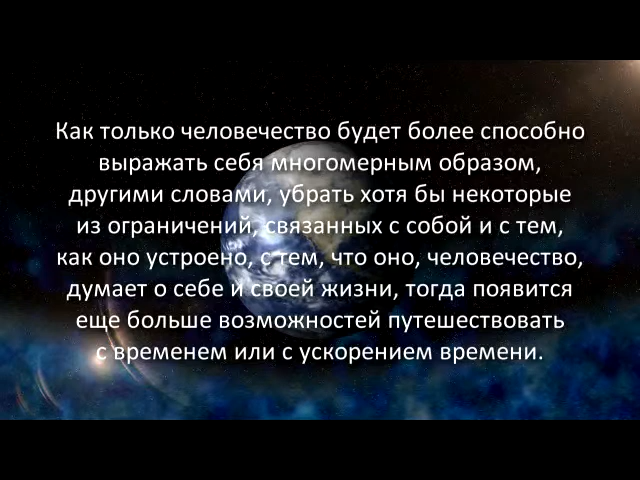 Как только человечество будет более способно
выражать себя многомерным образом,
другими словами, убрать хотя бы некоторые
из ограничений, связанных с собой и с тем,
как оно устроено, с тем, что оно, человечество,
думает о себе и своей жизни, тогда появится
еще больше возможностей путешествовать
с временем или с ускорением времени.